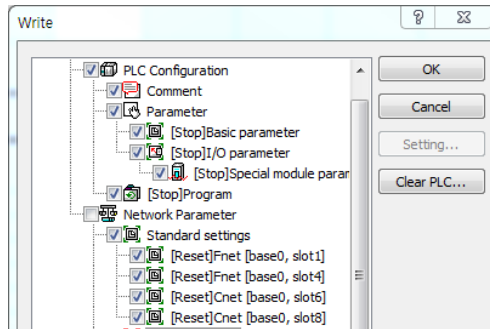 Write
PLC Configuration
Comment
Parameter
[Stop]Basic parameter
[Stop]I/O parameter
[Stop]Special module param
[Stop]Program
Network Parameter
Standard settings
[Reset]Fnet [base0, slot1]
[Reset]Fnet [base0, slot4]
[Reset]Cnet [base0, slot6]
[Reset]Cnet [base0, slot8]
OK
Cancel
Setting...
Clear PLC...